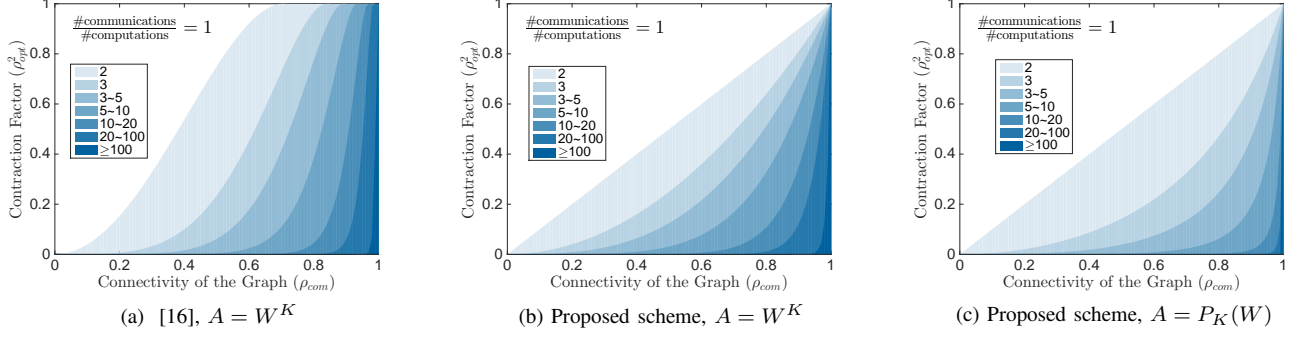 #communications
#computations = 1
Contraction Factor (ρ²opt)
1
0.8
0.6
0.4
0.2
0
2
3
3~5
5~10
10~20
20~100
≥100
0 0.2 0.4 0.6 0.8 1
Connectivity of the Graph (ρcom)
(a) [16], A = W^K
#communications
#computations = 1
Contraction Factor (ρ²opt)
1
0.8
0.6
0.4
0.2
0
2
3
3~5
5~10
10~20
20~100
≥100
0 0.2 0.4 0.6 0.8 1
Connectivity of the Graph (ρcom)
(b) Proposed scheme, A = W^K
#communications
#computations = 1
Contraction Factor (ρ²opt)
1
0.8
0.6
0.4
0.2
0
2
3
3~5
5~10
10~20
20~100
≥100
0 0.2 0.4 0.6 0.8 1
Connectivity of the Graph (ρcom)
(c) Proposed scheme, A = P_K(W)